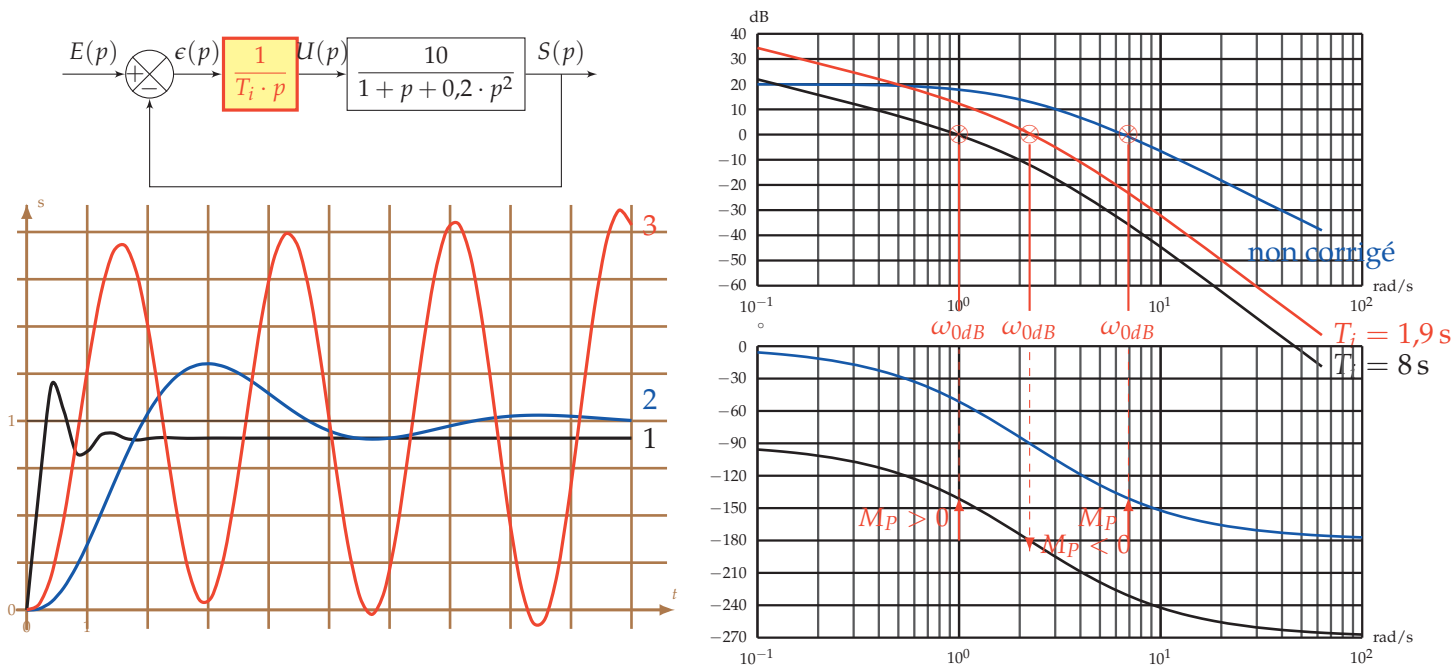 E(p)
ϵ(p)
U(p)
S(p)
+
−
1
T_i · p
10
1 + p + 0,2 · p²
s
3
2
1
1
0
0
1
t
dB
40
30
20
10
0
−10
−20
−30
−40
−50
−60
non corrigé
10⁻¹
10⁰
10¹
10²
rad/s
ω0dB
ω0dB
ω0dB
T_i = 1,9 s
T_i = 8 s
°
0
−30
−60
−90
−120
−150
−180
−210
−240
−270
M_P > 0
M_P
M_P < 0
rad/s
10⁻¹
10⁰
10¹
10²